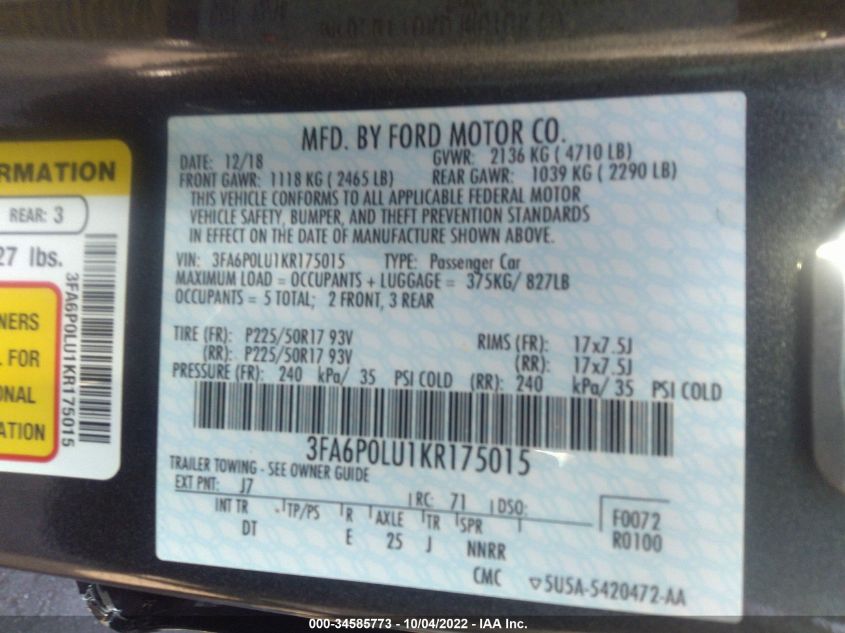 RMATION
REAR: 3
27 lbs.
NERS
L FOR
ONAL
ATION
3FA6P0LU1KR175015
MFD. BY FORD MOTOR CO.
DATE: 12/18 GVWR: 2136 KG ( 4710 LB)
FRONT GAWR: 1118 KG ( 2465 LB) REAR GAWR: 1039 KG ( 2290 LB)
THIS VEHICLE CONFORMS TO ALL APPLICABLE FEDERAL MOTOR
VEHICLE SAFETY, BUMPER, AND THEFT PREVENTION STANDARDS
IN EFFECT ON THE DATE OF MANUFACTURE SHOWN ABOVE.
VIN: 3FA6P0LU1KR175015 TYPE: Passenger Car
MAXIMUM LOAD = OCCUPANTS + LUGGAGE = 375KG/ 827LB
OCCUPANTS = 5 TOTAL; 2 FRONT, 3 REAR
TIRE (FR): P225/50R17 93V RIMS (FR): 17x7.5J
(RR): P225/50R17 93V (RR): 17x7.5J
PRESSURE (FR): 240 kPa/ 35 PSI COLD (RR): 240 kPa/ 35 PSI COLD
3FA6P0LU1KR175015
TRAILER TOWING - SEE OWNER GUIDE
EXT PNT: J7 RC: 71 DSO: F0072
INT TR TP/PS R AXLE TR SPR R0100
DT E 25 J NNRR
CMC 5U5A-5420472-AA
000-34585773 - 10/04/2022 - IAA Inc.